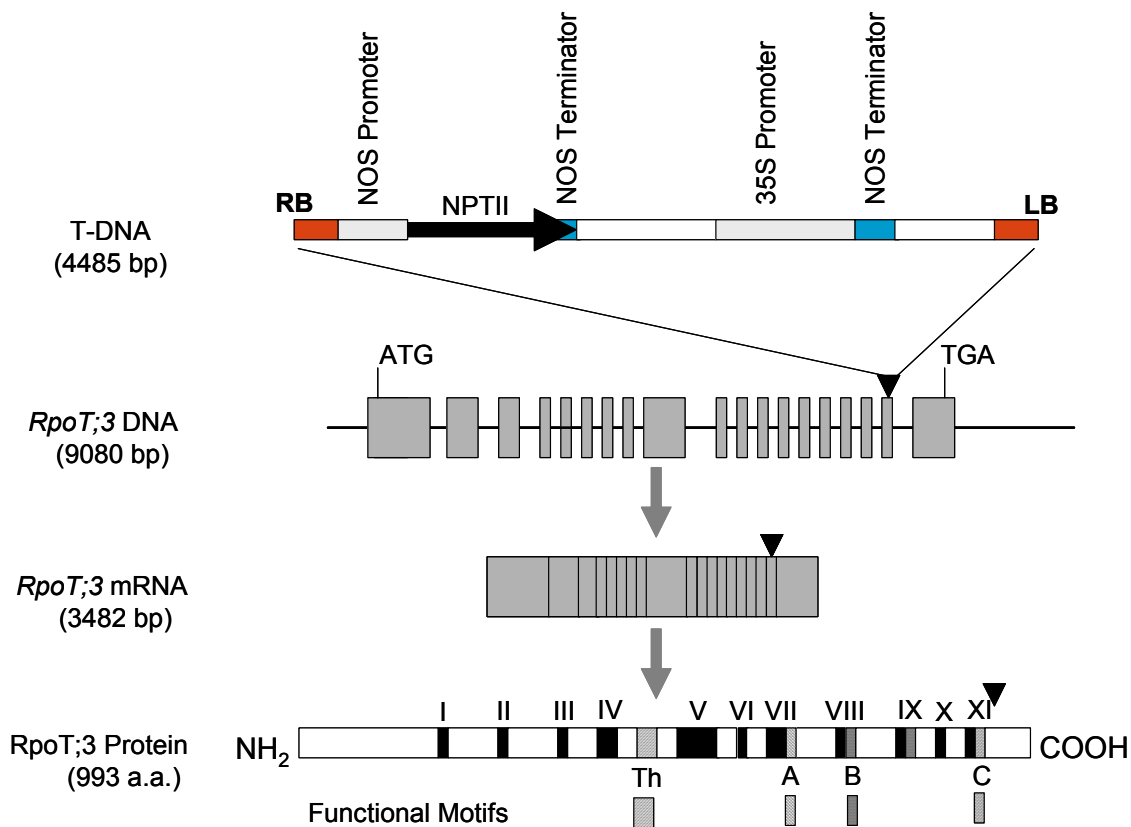 NOS Promoter
NOS Terminator
35S Promoter
NOS Terminator
RB
NPTII
LB
T-DNA
(4485 bp)
ATG
TGA
RpoT;3 DNA
(9080 bp)
RpoT;3 mRNA
(3482 bp)
I II III IV V VI VII VIII IX X XI
RpoT;3 Protein
(993 a.a.)
NH2
COOH
Th A B C
Functional Motifs